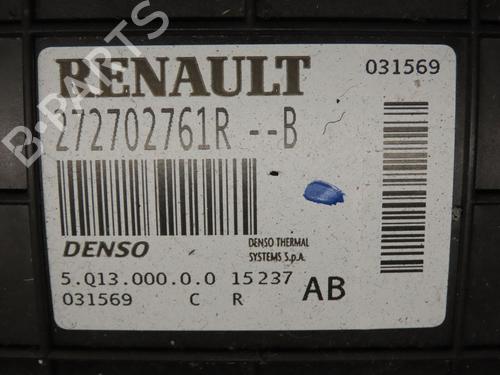 RENAULT
031569
272702761R --B
DENSO
DENSO THERMAL
SYSTEMS S.p.A.
5.Q13.000.0.0 15237
031569 C R AB
B-PARTS